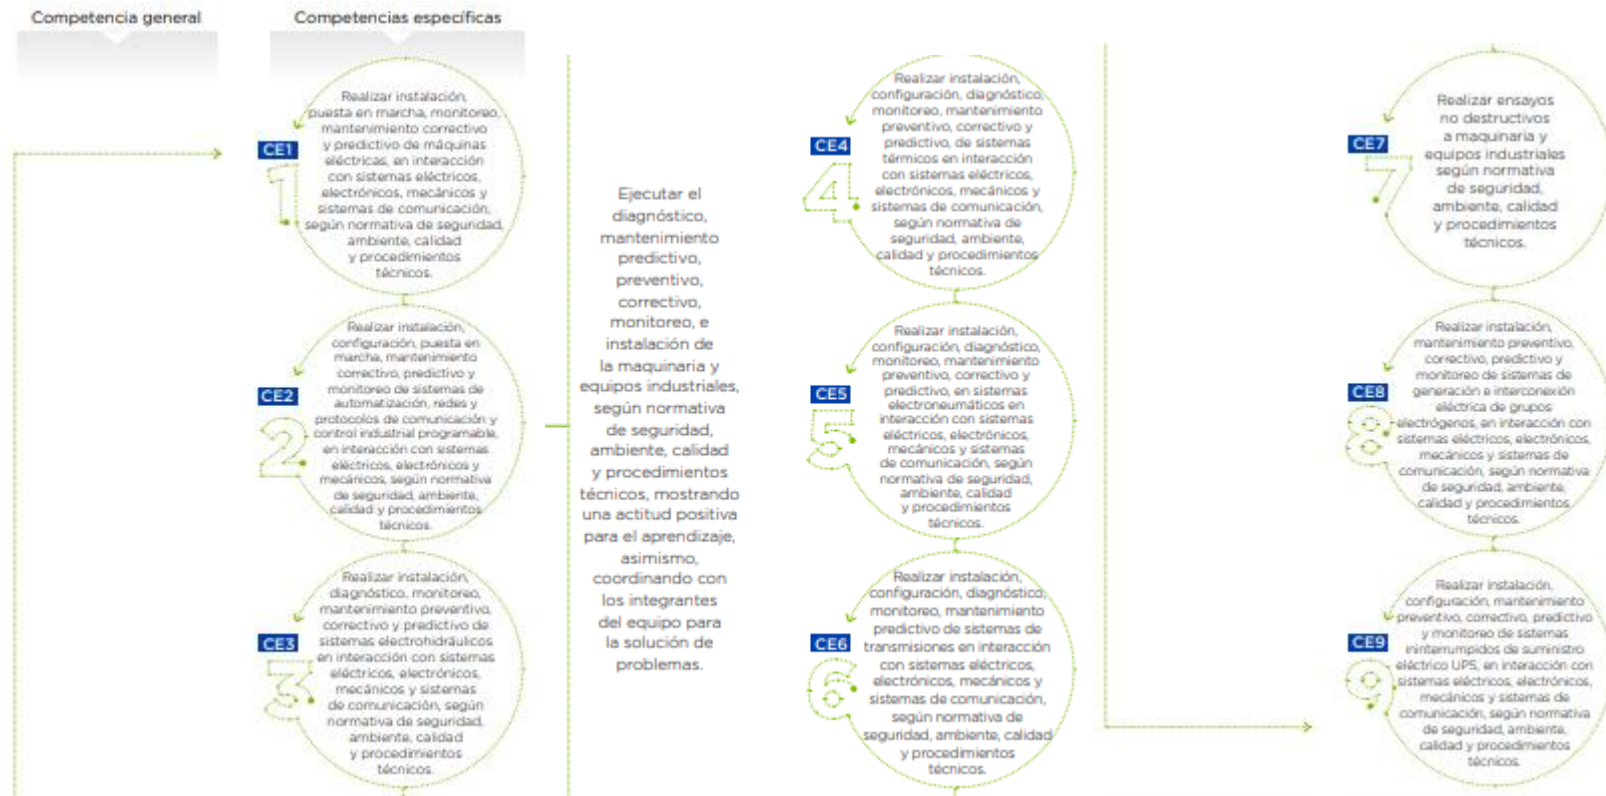 Competencia general
Competencias específicas
CE1
1
Realizar instalación,
puesta en marcha, monitoreo,
mantenimiento correctivo
y predictivo de máquinas
eléctricas, en interacción
con sistemas eléctricos,
electrónicos, mecánicos y
sistemas de comunicación,
según normativa de seguridad,
ambiente, calidad
y procedimientos
técnicos.
CE2
2
Realizar instalación,
configuración, puesta en
marcha, mantenimiento
correctivo, predictivo y
monitoreo de sistemas de
automatización, redes y
protocolos de comunicación y
control industrial programable,
en interacción con sistemas
eléctricos, electrónicos y
mecánicos, según normativa
de seguridad, ambiente,
calidad y procedimientos
técnicos.
CE3
3
Realizar instalación,
diagnóstico, monitoreo,
mantenimiento preventivo,
correctivo y predictivo de
sistemas electrohidráulicos
en interacción con sistemas
eléctricos, electrónicos,
mecánicos y sistemas
de comunicación, según
normativa de seguridad,
ambiente, calidad
y procedimientos
técnicos.
Ejecutar el
diagnóstico,
mantenimiento
predictivo,
preventivo,
correctivo,
monitoreo, e
instalación de
la maquinaria y
equipos industriales,
según normativa
de seguridad,
ambiente, calidad
y procedimientos
técnicos, mostrando
una actitud positiva
para el aprendizaje,
asimismo,
coordinando con
los integrantes
del equipo para
la solución de
problemas.
CE4
4
Realizar instalación,
configuración, diagnóstico,
monitoreo, mantenimiento
preventivo, correctivo y
predictivo, de sistemas
térmicos en interacción
con sistemas eléctricos,
electrónicos, mecánicos y
sistemas de comunicación,
según normativa de
seguridad, ambiente,
calidad y procedimientos
técnicos.
CE5
5
Realizar instalación,
configuración, diagnóstico,
monitoreo, mantenimiento
preventivo, correctivo y
predictivo, en sistemas
electroneumáticos en
interacción con sistemas
eléctricos, electrónicos,
mecánicos y sistemas
de comunicación, según
normativa de seguridad,
ambiente, calidad
y procedimientos
técnicos.
CE6
6
Realizar instalación,
configuración, diagnóstico,
monitoreo, mantenimiento
predictivo de sistemas de
transmisiones en interacción
con sistemas eléctricos,
electrónicos, mecánicos y
sistemas de comunicación,
según normativa de
seguridad, ambiente, calidad
y procedimientos
técnicos.
CE7
7
Realizar ensayos
no destructivos
a maquinaria y
equipos industriales
según normativa
de seguridad,
ambiente, calidad
y procedimientos
técnicos.
CE8
8
Realizar instalación,
mantenimiento preventivo,
correctivo, predictivo y
monitoreo de sistemas de
generación e interconexión
eléctrica de grupos
electrógenos, en interacción con
sistemas eléctricos, electrónicos,
mecánicos y sistemas de
comunicación, según normativa
de seguridad, ambiente,
calidad y procedimientos
técnicos.
CE9
9
Realizar instalación,
configuración, mantenimiento
preventivo, correctivo, predictivo
y monitoreo de sistemas
ininterrumpidos de suministro
eléctrico UPS, en interacción con
sistemas eléctricos, electrónicos,
mecánicos y sistemas de
comunicación, según normativa
de seguridad, ambiente,
calidad y procedimientos
técnicos.